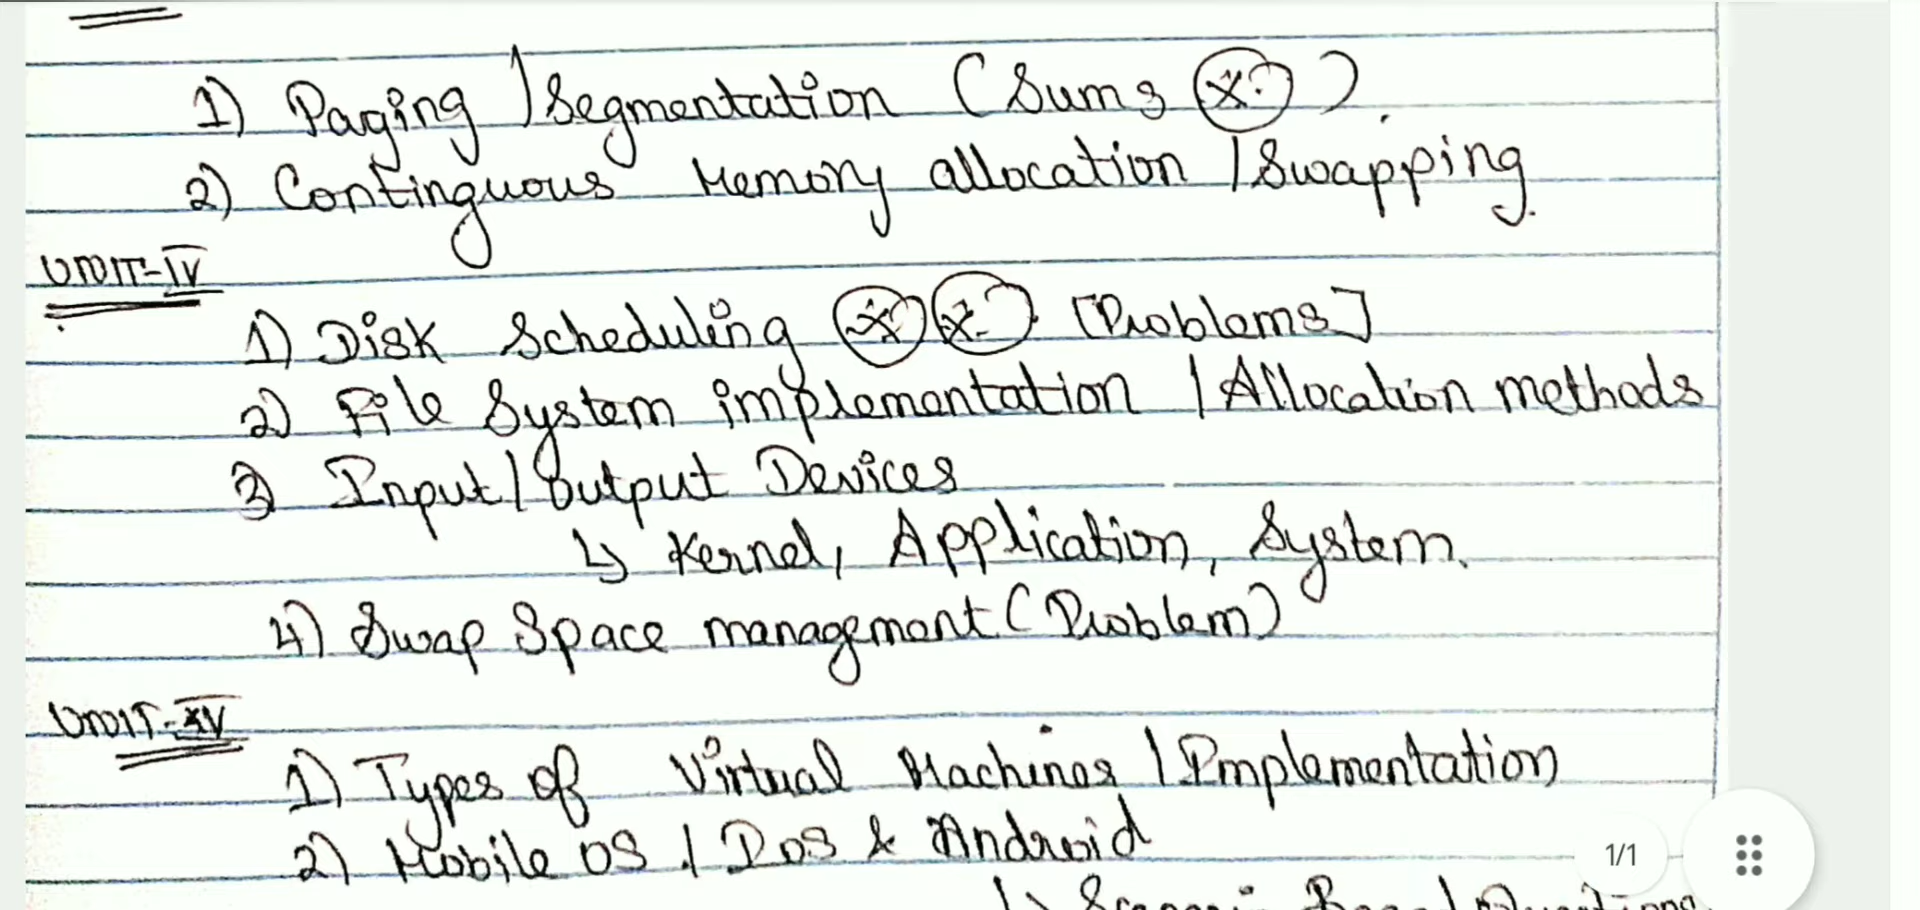 1) Paging / Segmentation (Sums *)
2) Continguous Memory allocation / Swapping.
UNIT-IV
1) Disk Scheduling ** [Problems]
2) File System implementation / Allocation methods
3 Input / Output Devices
↳ Kernel, Application, System.
4) Swap Space management (Problem)
UNIT-V
1) Types of Virtual Machines / Implementation
2) Mobile OS / Dos & Android
1/1